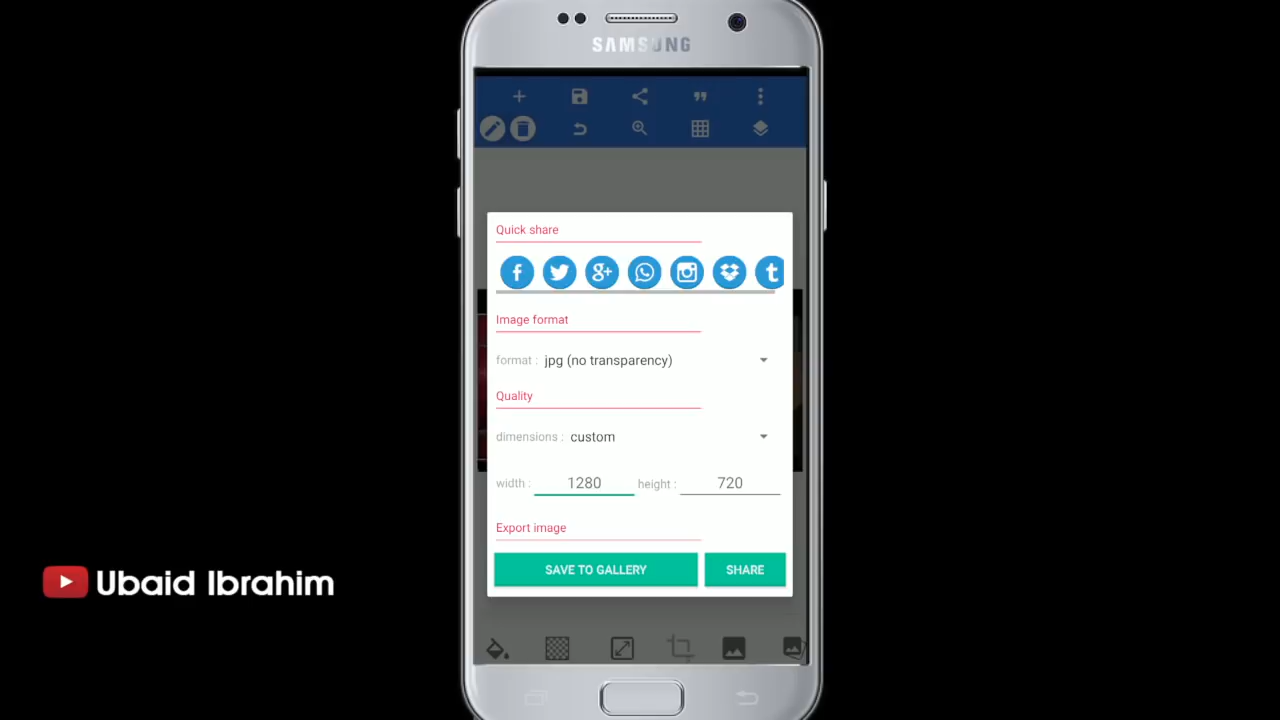 SAMSUNG
Quick share
Image format
format : jpg (no transparency)
Quality
dimensions : custom
width : 1280 height : 720
Export image
SAVE TO GALLERY SHARE
Ubaid Ibrahim